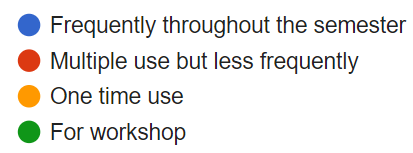 Frequently throughout the semester
Multiple use but less frequently
One time use
For workshop